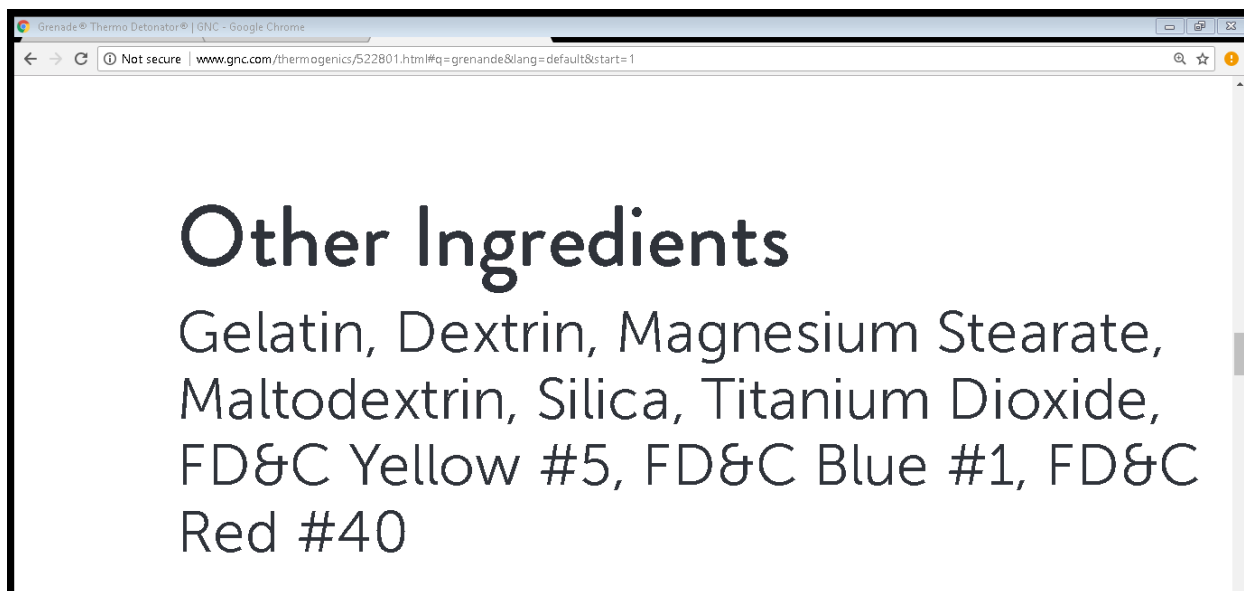 Grenade® Thermo Detonator® | GNC - Google Chrome
Not secure | www.gnc.com/thermogenics/522801.html#q=grenande&lang=default&start=1
Other Ingredients
Gelatin, Dextrin, Magnesium Stearate,
Maltodextrin, Silica, Titanium Dioxide,
FD&C Yellow #5, FD&C Blue #1, FD&C
Red #40